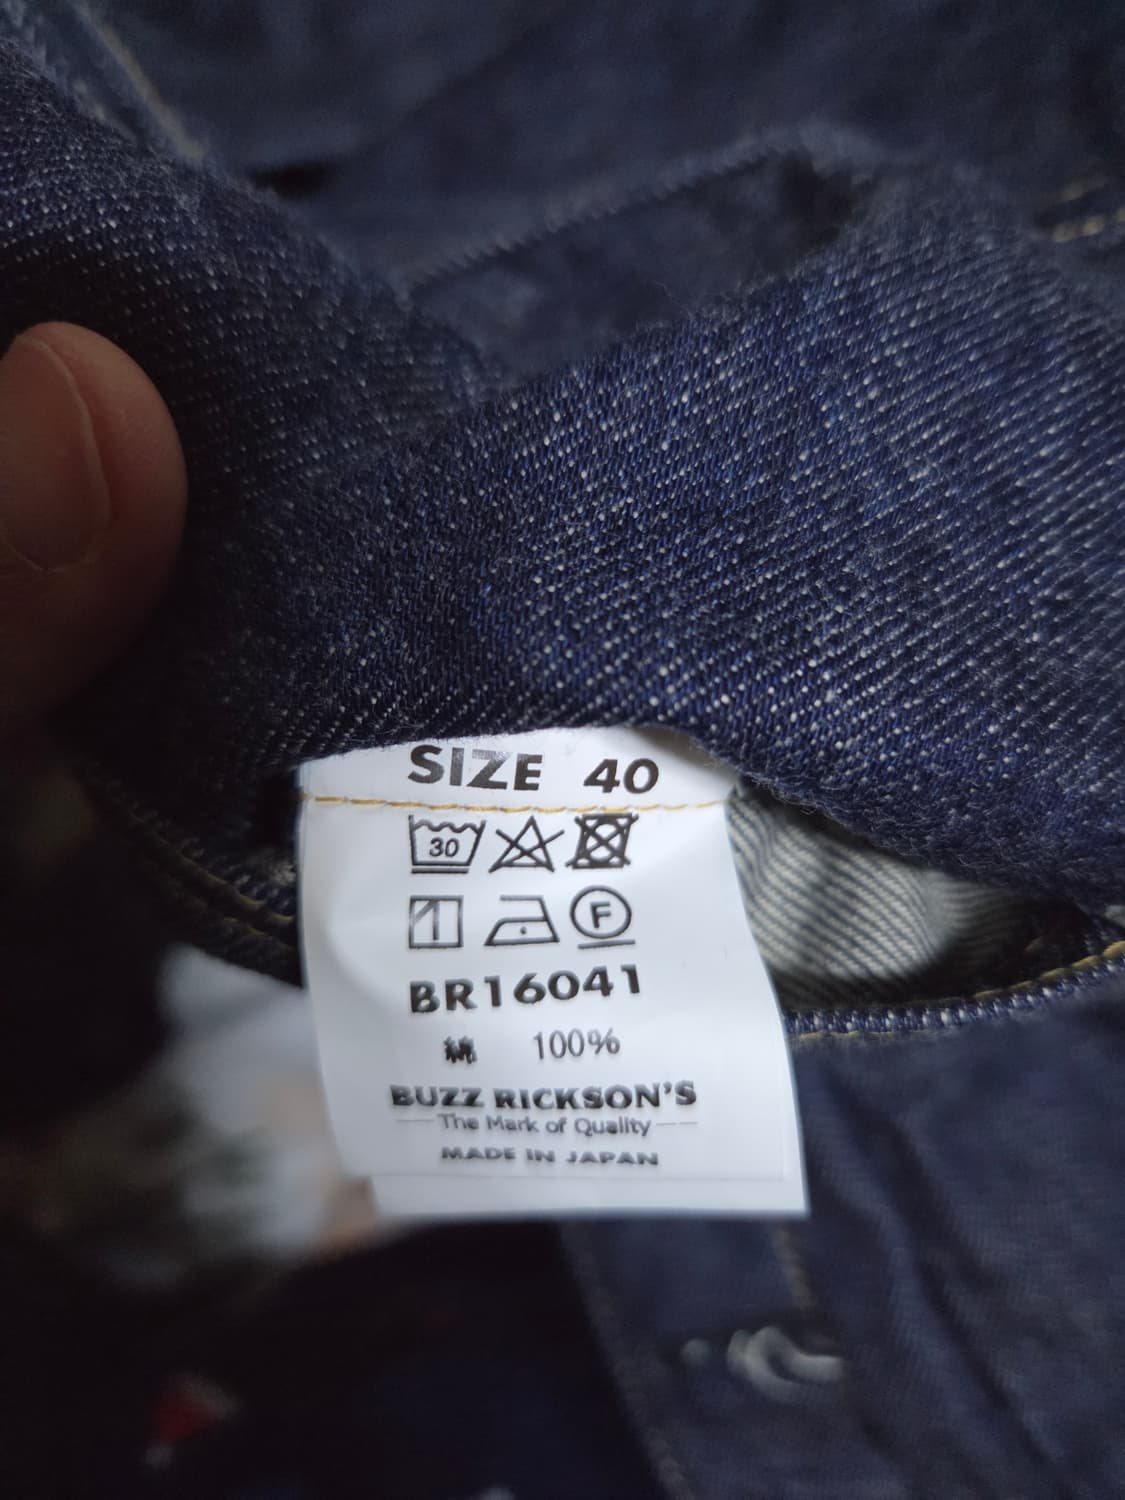 SIZE 40
30
F
BR16041
綿 100%
BUZZ RICKSON'S
The Mark of Quality
MADE IN JAPAN